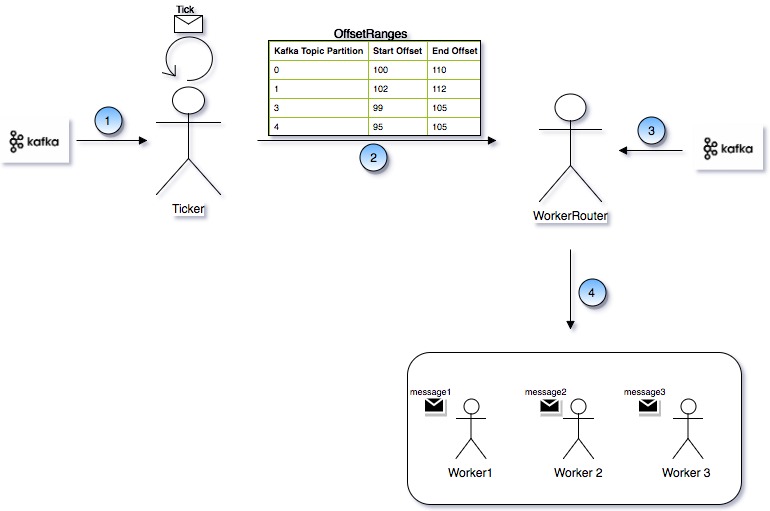 Tick
OffsetRanges
Kafka Topic Partition Start Offset End Offset
0 100 110
1 102 112
3 99 105
4 95 105
kafka
1
2
3
kafka
Ticker
WorkerRouter
4
message1 message2 message3
Worker1 Worker 2 Worker 3